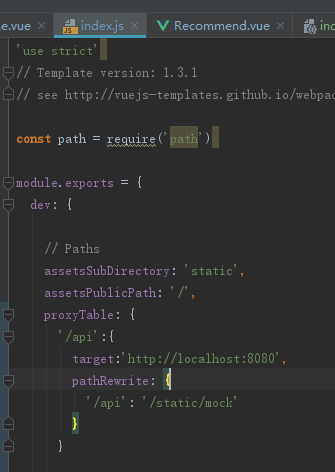 e.vue index.js Recommend.vue
'use strict'
// Template version: 1.3.1
// see http://vuejs-templates.github.io/webpac
const path = require('path')
module.exports = {
dev: {
// Paths
assetsSubDirectory: 'static',
assetsPublicPath: '/',
proxyTable: {
'/api':{
target:'http://localhost:8080',
pathRewrite: {
'/api': '/static/mock'
}
}